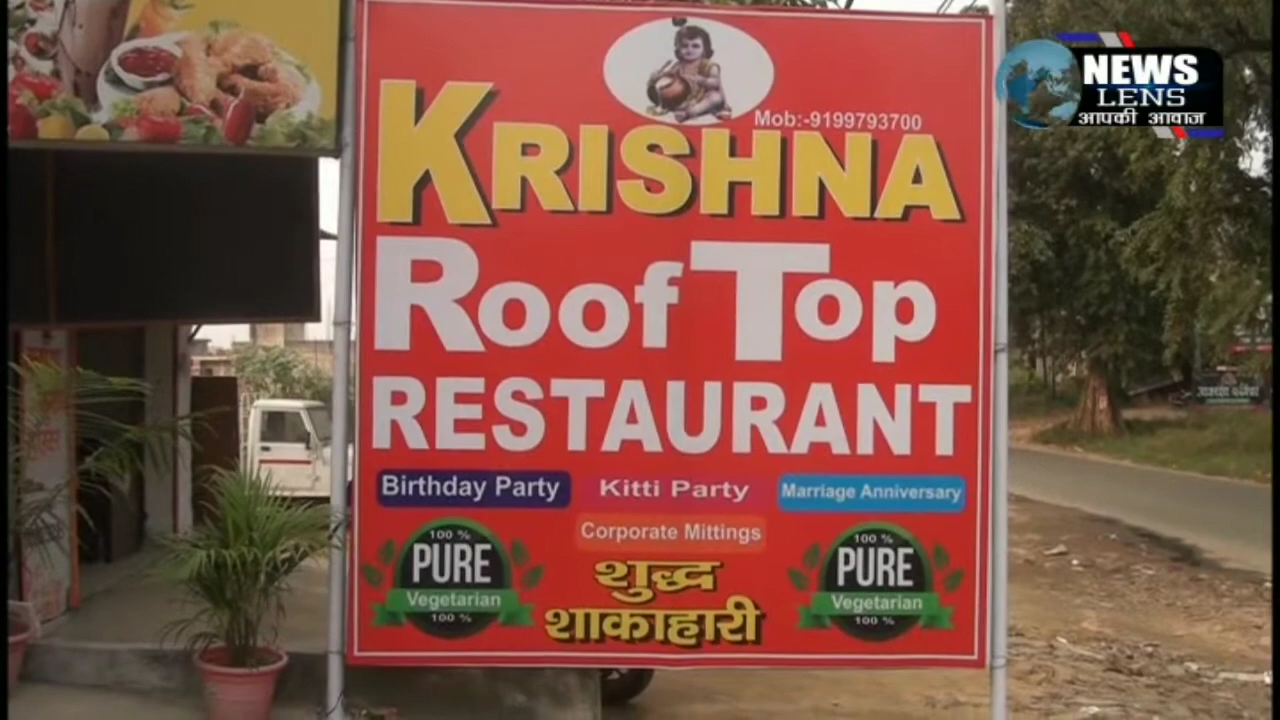 NEWS
LENS
आपकी आवाज
Mob:-9199793700
KRISHNA
ROOF TOP
RESTAURANT
Birthday Party
Kitti Party
Marriage Anniversary
Corporate Mittings
100 %
PURE
Vegetarian
100 %
शुद्ध
शाकाहारी
100 %
PURE
Vegetarian
100 %